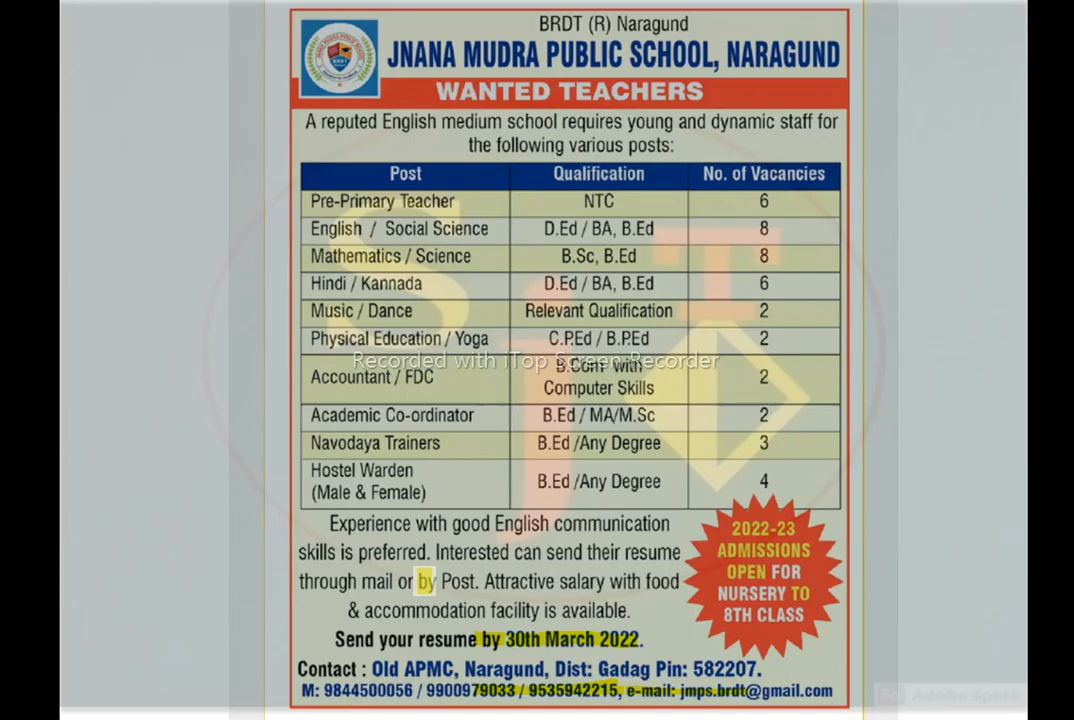 BRDT (R) Naragund
JNANA MUDRA PUBLIC SCHOOL, NARAGUND
WANTED TEACHERS
A reputed English medium school requires young and dynamic staff for
the following various posts:
Post Qualification No. of Vacancies
Pre-Primary Teacher NTC 6
English / Social Science D.Ed / BA, B.Ed 8
Mathematics / Science B.Sc, B.Ed 8
Hindi / Kannada D.Ed / BA, B.Ed 6
Music / Dance Relevant Qualification 2
Physical Education / Yoga C.P.Ed / B.P.Ed 2
Recorded with iTop Screen Recorder
Accountant / FDC B.Com with Computer Skills 2
Academic Co-ordinator B.Ed / MA/M.Sc 2
Navodaya Trainers B.Ed /Any Degree 3
Hostel Warden
(Male & Female) B.Ed /Any Degree 4
Experience with good English communication
skills is preferred. Interested can send their resume
through mail or by Post. Attractive salary with food
& accommodation facility is available.
Send your resume by 30th March 2022.
2022-23
ADMISSIONS
OPEN FOR
NURSERY TO
8TH CLASS
Contact : Old APMC, Naragund, Dist: Gadag Pin: 582207.
M: 9844500056 / 9900979033 / 9535942215, e-mail: jmps.brdt@gmail.com
Adobe Spark